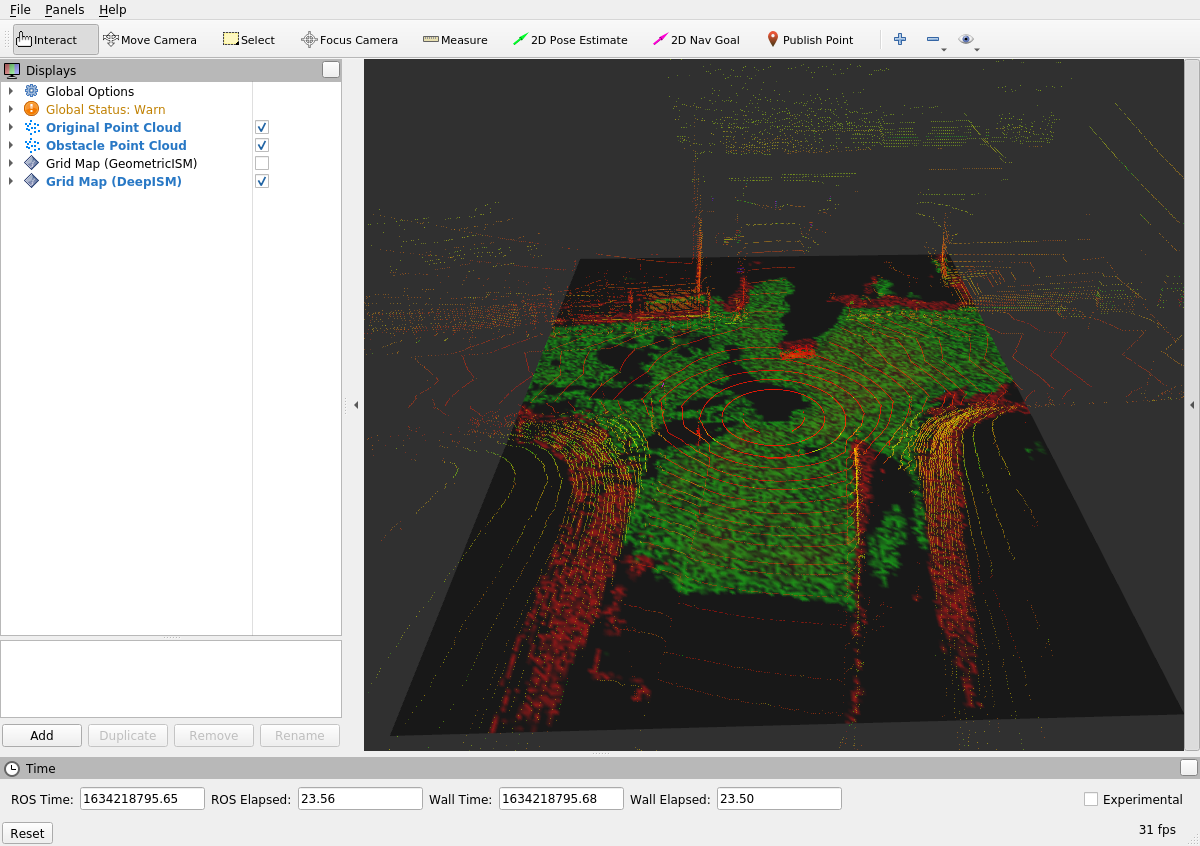 File Panels Help
Interact Move Camera Select Focus Camera Measure 2D Pose Estimate 2D Nav Goal Publish Point
Displays
Global Options
Global Status: Warn
Original Point Cloud
Obstacle Point Cloud
Grid Map (GeometricISM)
Grid Map (DeepISM)
Add Duplicate Remove Rename
Time
ROS Time: 1634218795.65 ROS Elapsed: 23.56 Wall Time: 1634218795.68 Wall Elapsed: 23.50 Experimental
Reset 31 fps